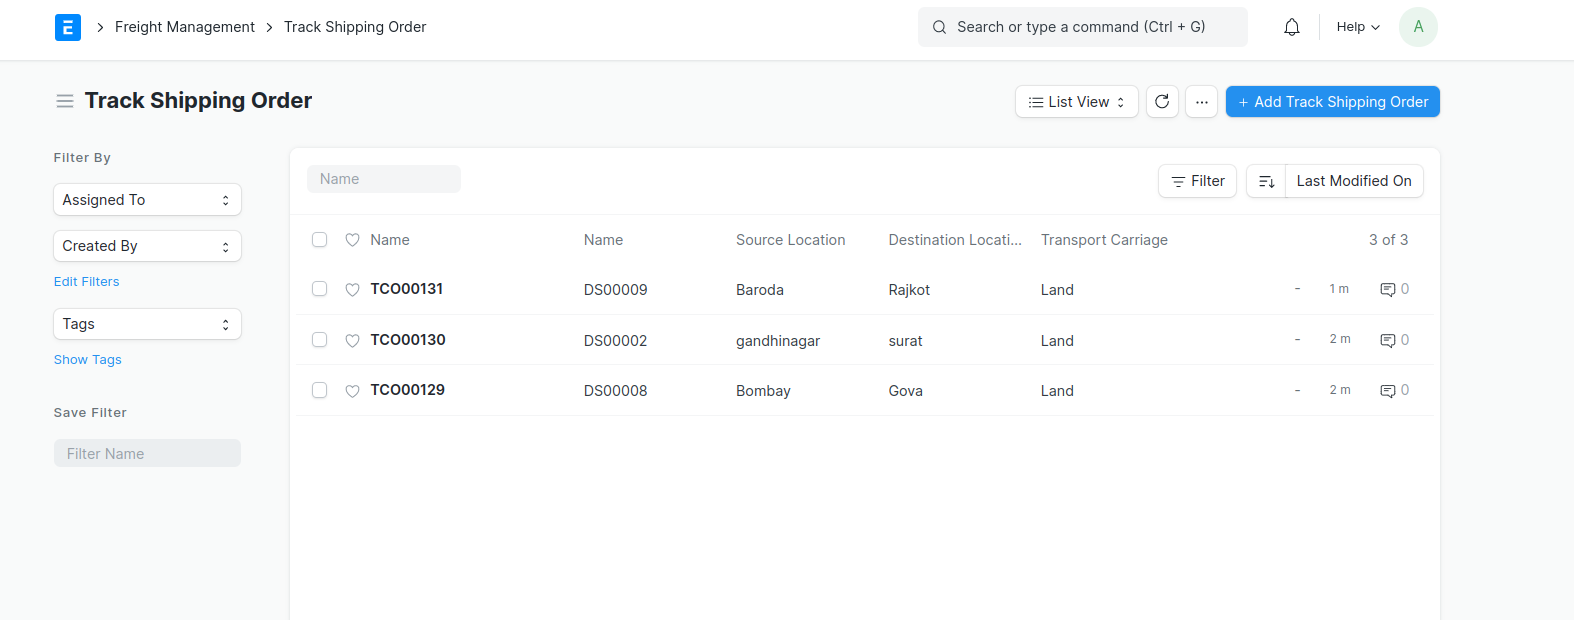 E > Freight Management > Track Shipping Order
Search or type a command (Ctrl + G)
Help
A
Track Shipping Order
List View
...
+ Add Track Shipping Order
Filter By
Assigned To
Created By
Edit Filters
Tags
Show Tags
Save Filter
Filter Name
Name
Filter
Last Modified On
Name Name Source Location Destination Locati... Transport Carriage 3 of 3
TCO00131 DS00009 Baroda Rajkot Land - 1 m 0
TCO00130 DS00002 gandhinagar surat Land - 2 m 0
TCO00129 DS00008 Bombay Gova Land - 2 m 0